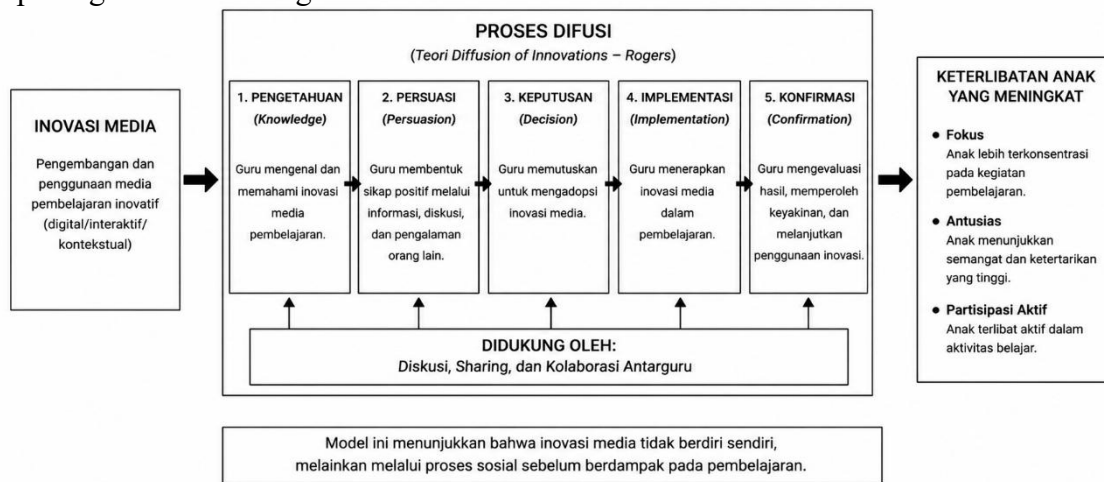 PROSES DIFUSI
(Teori Diffusion of Innovations – Rogers)
INOVASI MEDIA
Pengembangan dan
penggunaan media
pembelajaran inovatif
(digital/interaktif/
kontekstual)
1. PENGETAHUAN
(Knowledge)
Guru mengenal dan
memahami inovasi
media
pembelajaran.
2. PERSUASI
(Persuasion)
Guru membentuk
sikap positif melalui
informasi, diskusi,
dan pengalaman
orang lain.
3. KEPUTUSAN
(Decision)
Guru memutuskan
untuk mengadopsi
inovasi media.
4. IMPLEMENTASI
(Implementation)
Guru menerapkan
inovasi media
dalam
pembelajaran.
5. KONFIRMASI
(Confirmation)
Guru mengevaluasi
hasil, memperoleh
keyakinan, dan
melanjutkan
penggunaan inovasi.
DIDUKUNG OLEH:
Diskusi, Sharing, dan Kolaborasi Antarguru
KETERLIBATAN ANAK
YANG MENINGKAT
• Fokus
Anak lebih terkonsentrasi
pada kegiatan
pembelajaran.
• Antusias
Anak menunjukkan
semangat dan ketertarikan
yang tinggi.
• Partisipasi Aktif
Anak terlibat aktif dalam
aktivitas belajar.
Model ini menunjukkan bahwa inovasi media tidak berdiri sendiri,
melainkan melalui proses sosial sebelum berdampak pada pembelajaran.